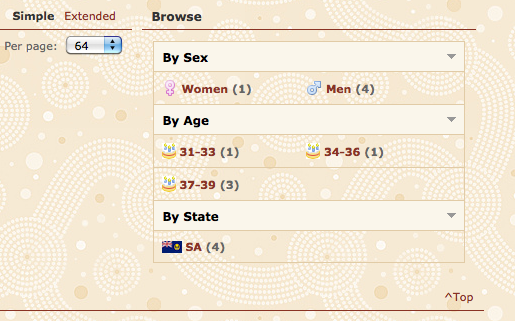 Simple Extended Browse
Per page: 64
By Sex
Women (1) Men (4)
By Age
31-33 (1) 34-36 (1)
37-39 (3)
By State
SA (4)
^Top